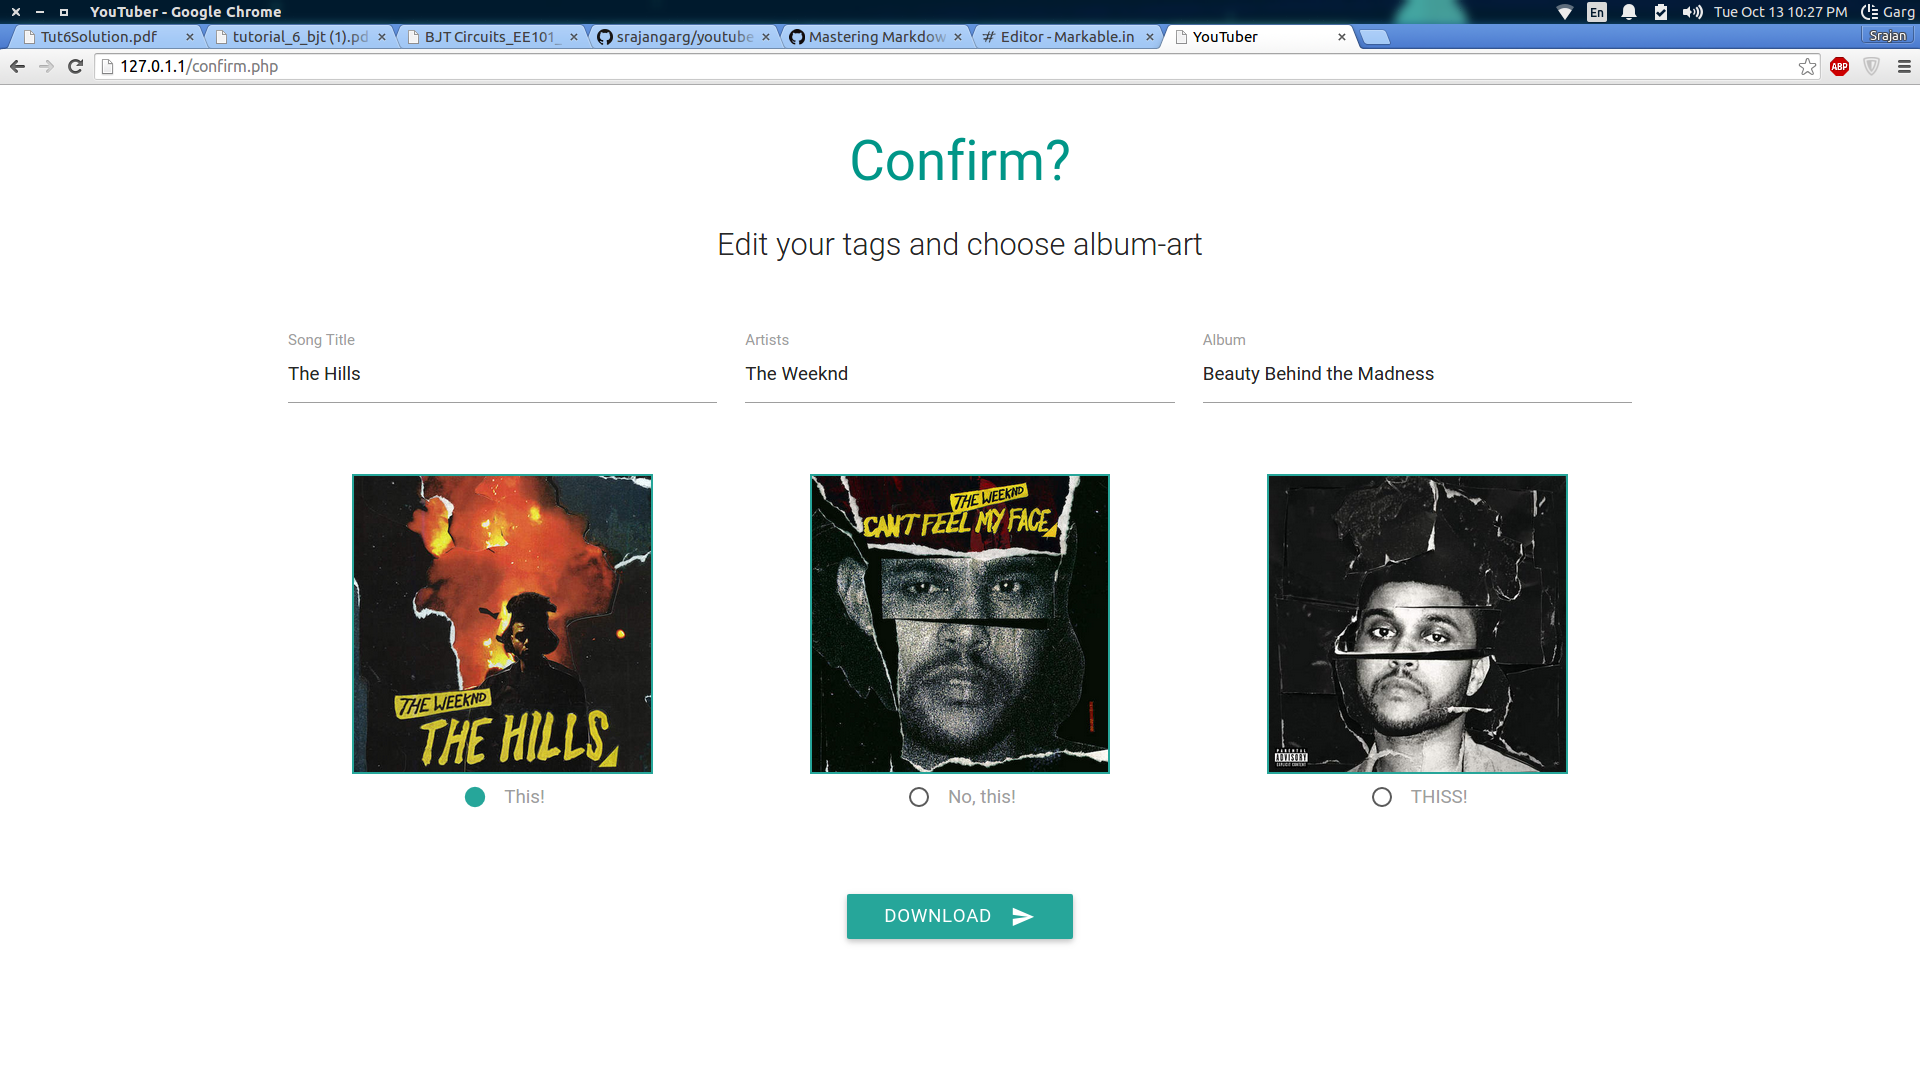 YouTuber - Google Chrome
En
Tue Oct 13 10:27 PM
Garg
Tut6Solution.pdf
tutorial_6_bjt (1).pd
BJT Circuits_EE101_
srajangarg/youtube
Mastering Markdow
# Editor - Markable.in
YouTuber
Srajan
127.0.1.1/confirm.php
ABP
Confirm?
Edit your tags and choose album-art
Song Title
Artists
Album
The Hills
The Weeknd
Beauty Behind the Madness
THE WEEKND
THE HILLS
THE WEEKND
CAN'T FEEL MY FACE
PARENTAL
ADVISORY
EXPLICIT CONTENT
This!
No, this!
THISS!
DOWNLOAD